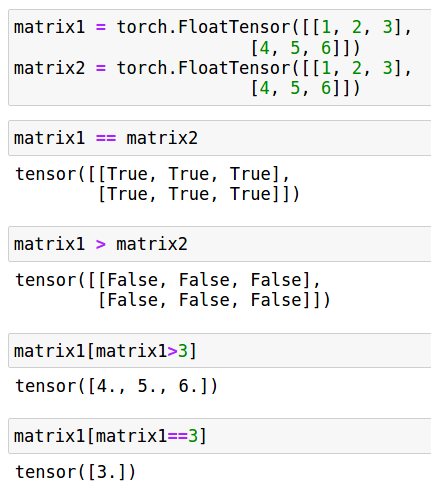 matrix1 = torch.FloatTensor([[1, 2, 3],
                       [4, 5, 6]])
matrix2 = torch.FloatTensor([[1, 2, 3],
                       [4, 5, 6]])
matrix1 == matrix2
tensor([[True, True, True],
        [True, True, True]])
matrix1 > matrix2
tensor([[False, False, False],
        [False, False, False]])
matrix1[matrix1>3]
tensor([4., 5., 6.])
matrix1[matrix1==3]
tensor([3.])